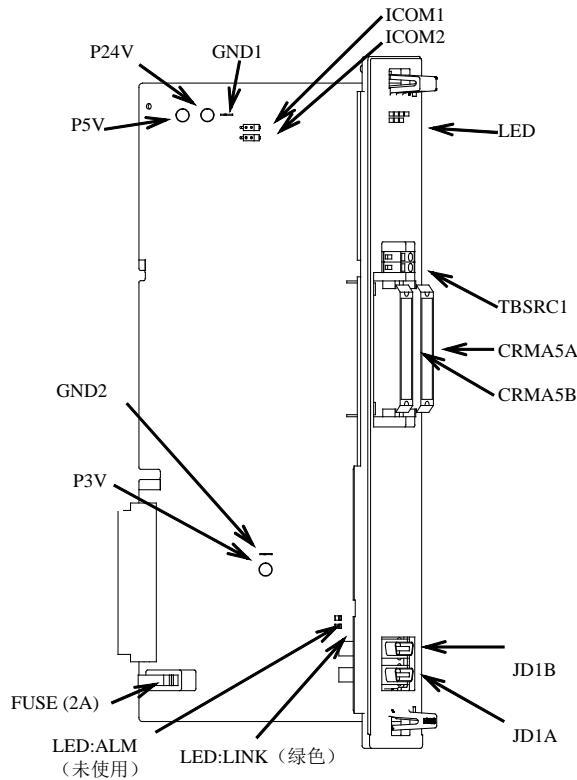 ICOM1
ICOM2
GND1
P24V
P5V
LED
TBSRC1
CRMA5A
CRMA5B
GND2
P3V
JD1B
JD1A
FUSE (2A)
LED:ALM
（未使用）
LED:LINK（绿色）